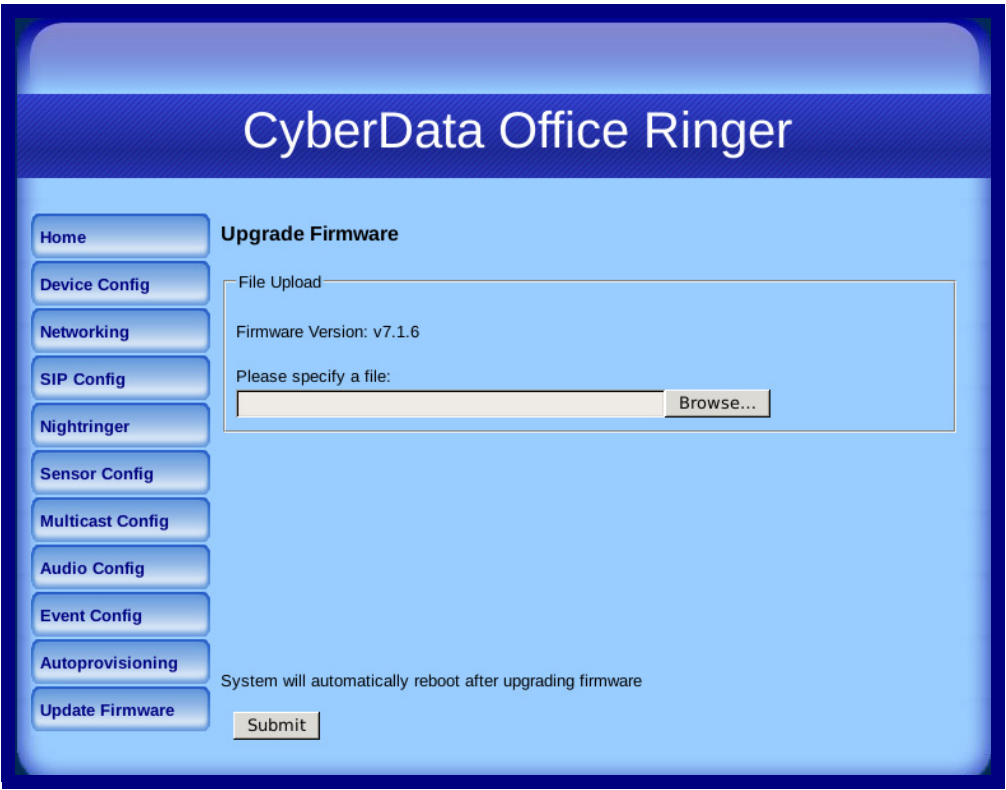 CyberData Office Ringer
Home
Device Config
Networking
SIP Config
Nightringer
Sensor Config
Multicast Config
Audio Config
Event Config
Autoprovisioning
Update Firmware
Upgrade Firmware
File Upload
Firmware Version: v7.1.6
Please specify a file:
Browse...
System will automatically reboot after upgrading firmware
Submit